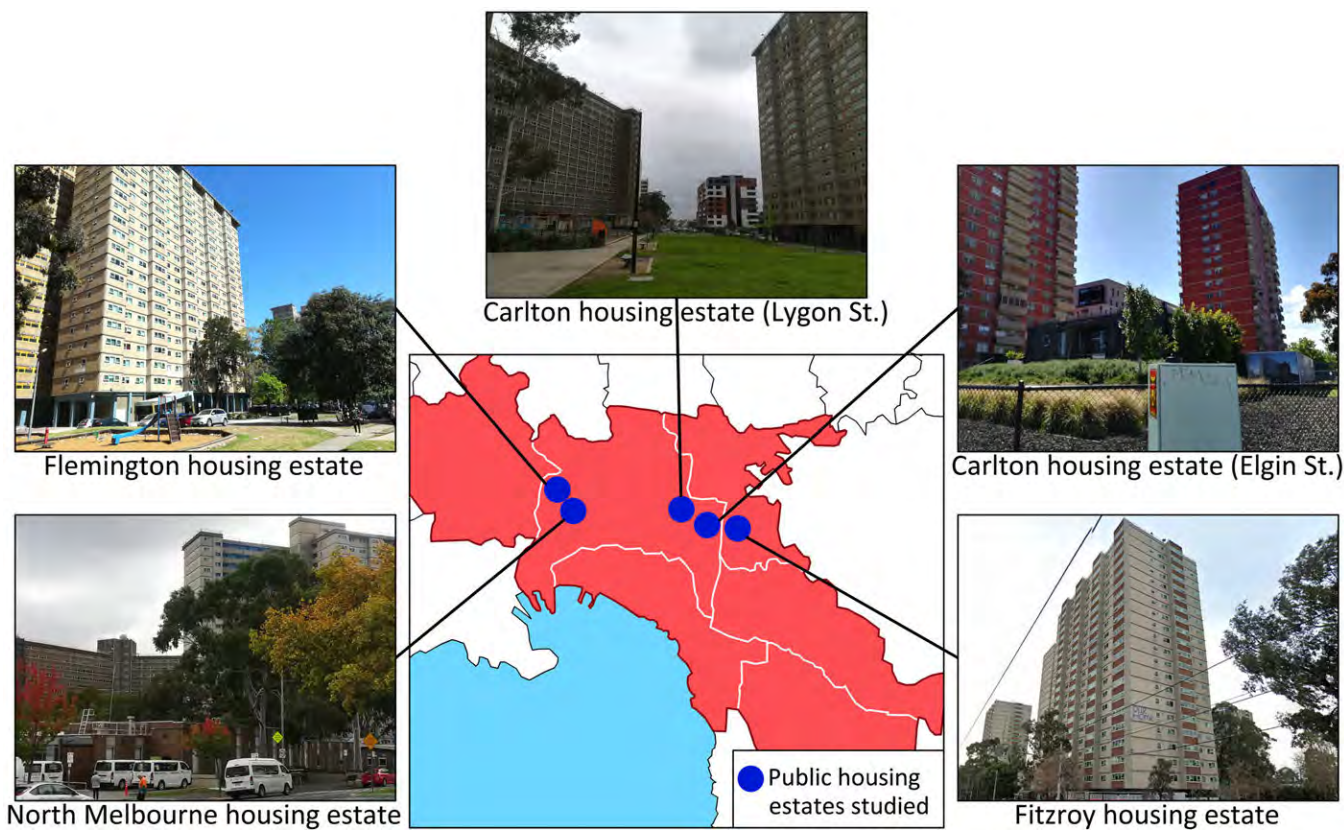 Carlton housing estate (Lygon St.)
Flemington housing estate
Carlton housing estate (Elgin St.)
North Melbourne housing estate
Public housing
estates studied
Fitzroy housing estate